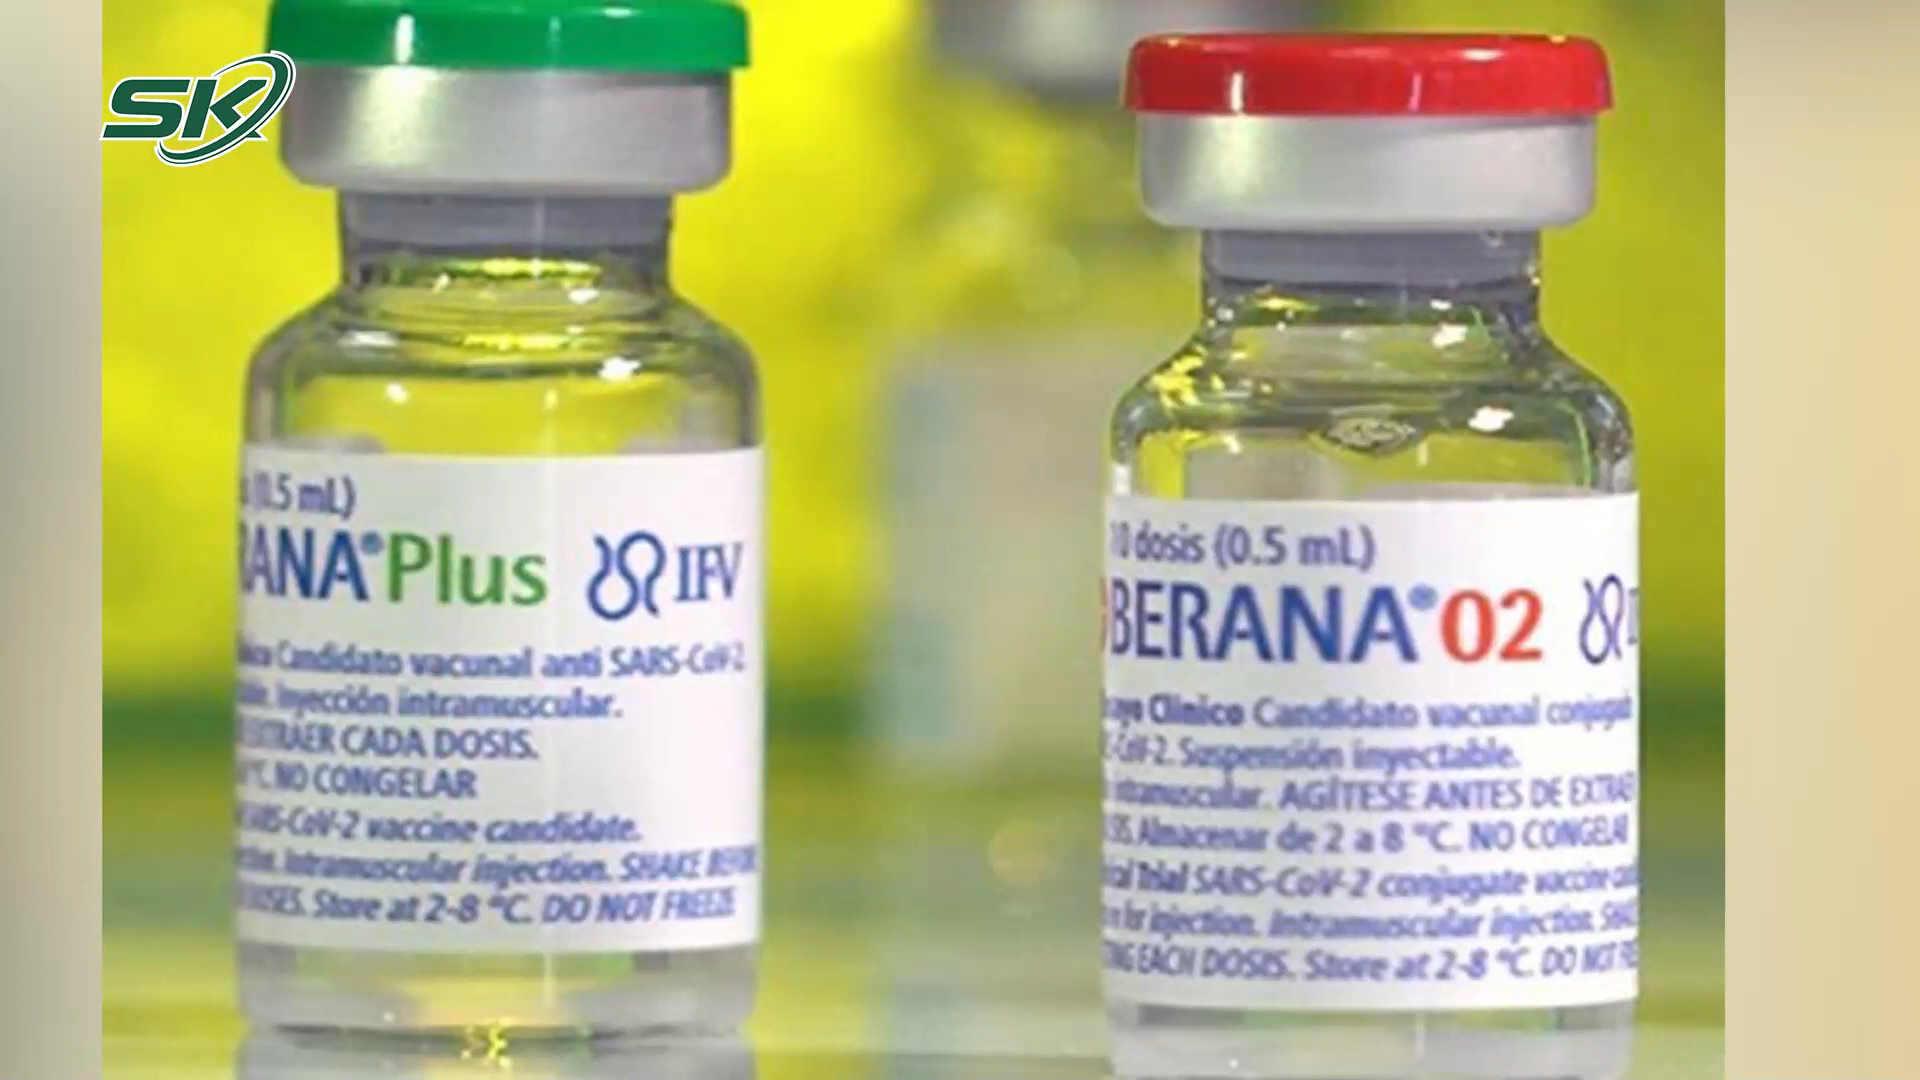 SK
(0.5 mL)
RANA®Plus IFV
Candidato vacunal anti SARS-CoV-2
Inyección intramuscular.
EXTRAER CADA DOSIS.
°C. NO CONGELAR
SARS-CoV-2 vaccine candidate.
Intramuscular injection. SHAKE BEFO
DOSES. Store at 2-8 °C. DO NOT FREEZE
10 dosis (0.5 mL)
BERANA®02
Clínico Candidato vacunal conjugado
CoV-2. Suspensión inyectable.
intramuscular. AGÍTESE ANTES DE EXTRAE
Almacenar de 2 a 8 °C. NO CONGELAR
Trial SARS-CoV-2 conjugate vaccine
for injection. Intramuscular injection.
EACH DOSIS. Store at 2-8 °C. DO NOT